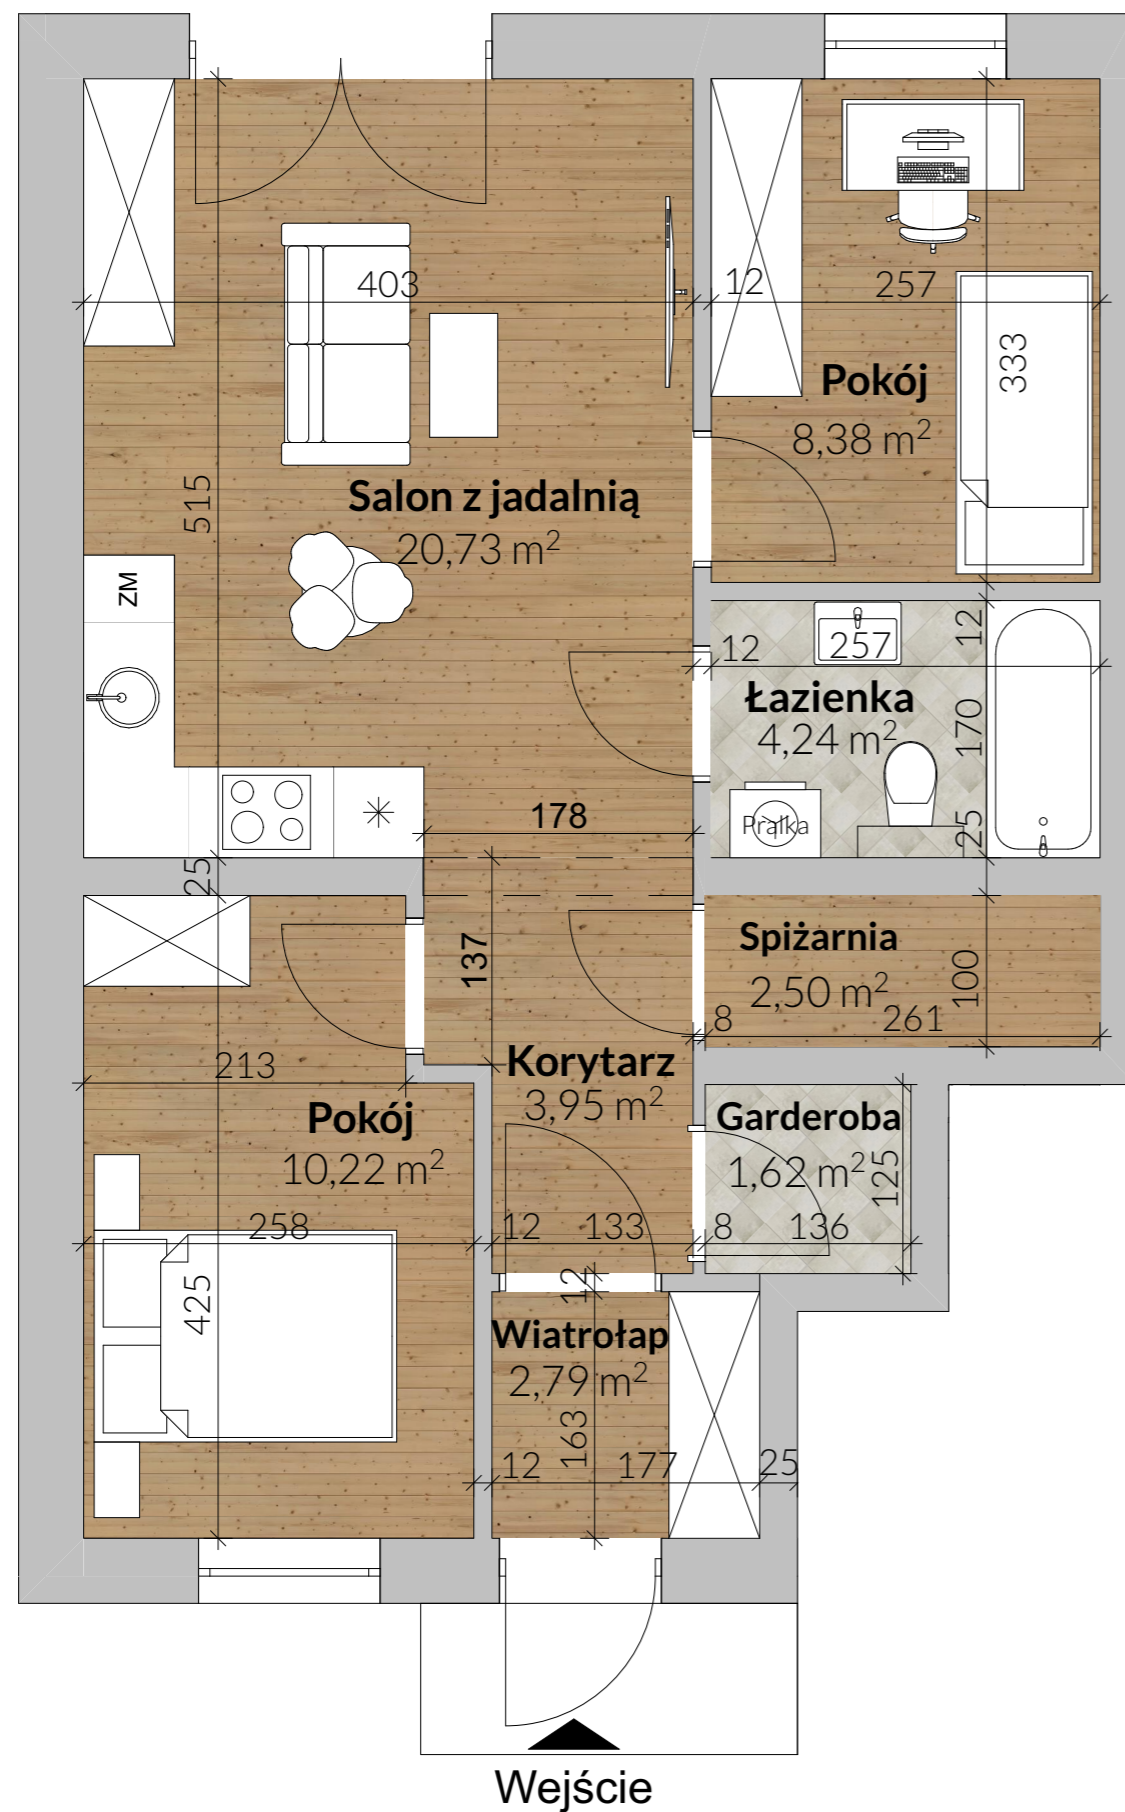 403
12
257
333
Pokój
8,38 m²
515
Salon z jadalnią
20,73 m²
ZM
12
257
12
Łazienka
4,24 m²
170
Pralka
25
178
25
137
Spiżarnia
2,50 m²
100
8
261
213
Korytarz
3,95 m²
Pokój
10,22 m²
Garderoba
1,62 m²
125
258
12
133
8
136
425
12
Wiatrołap
2,79 m²
163
12
177
25
Wejście